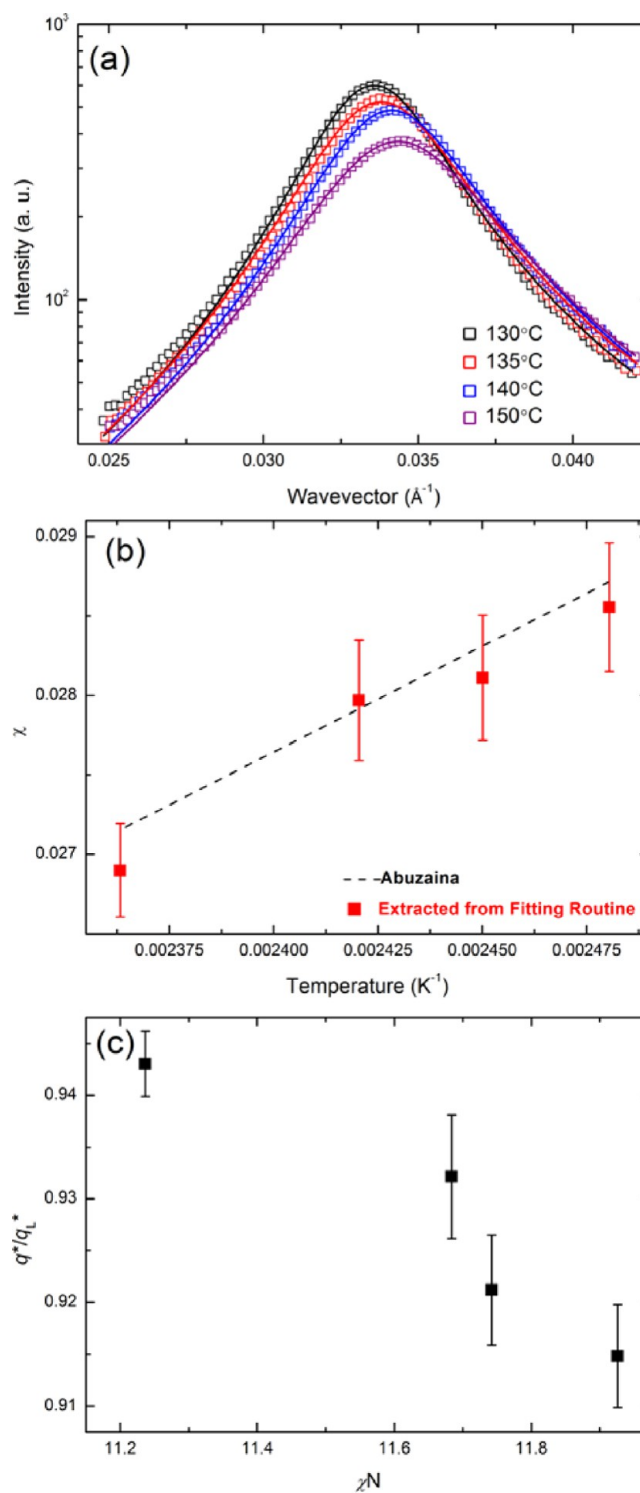 10³
(a)
Intensity (a. u.)
10²
130°C
135°C
140°C
150°C
0.025 0.030 0.035 0.040
Wavevector (Å⁻¹)
0.029
(b)
0.028
χ
0.027
Abuzaina
Extracted from Fitting Routine
0.002375 0.002400 0.002425 0.002450 0.002475
Temperature (K⁻¹)
(c)
0.94
0.93
q*/q_L*
0.92
0.91
11.2 11.4 11.6 11.8
χN